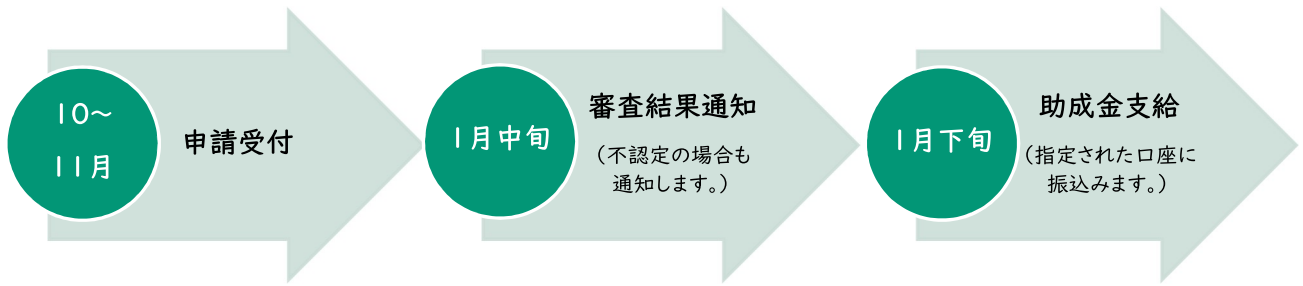 10～
11月
申請受付
1月中旬
審査結果通知
（不認定の場合も
通知します。）
1月下旬
助成金支給
（指定された口座に
振込みます。）